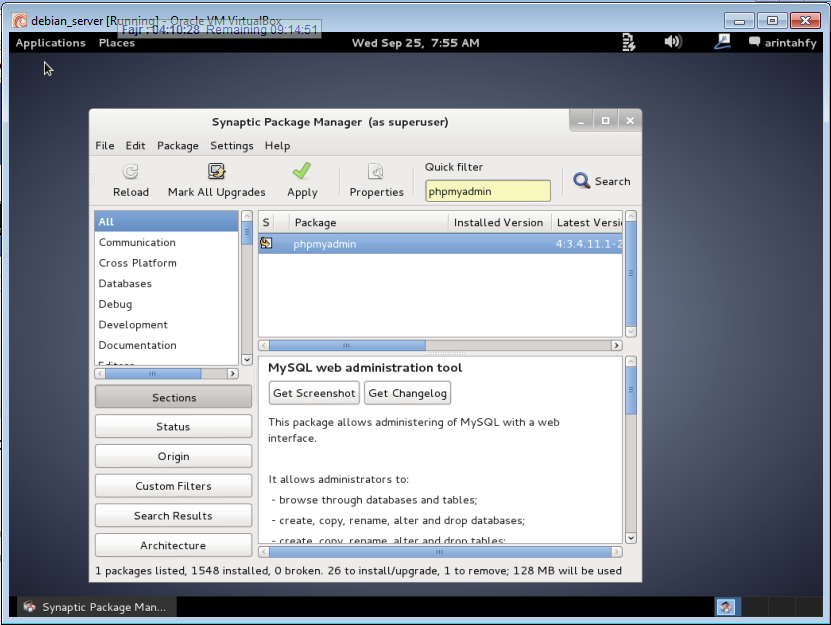 debian_server [Running] - Oracle VM VirtualBox
Fajr : 04:10:28 Remaining 09:14:51
Applications Places Wed Sep 25, 7:55 AM arintahfy
Synaptic Package Manager (as superuser)
File Edit Package Settings Help
Quick filter
Reload Mark All Upgrades Apply Properties phpmyadmin Search
All
Communication
Cross Platform
Databases
Debug
Development
Documentation
Editors
S Package Installed Version Latest Versi
phpmyadmin 4:3.4.11.1-2
Sections
Status
Origin
Custom Filters
Search Results
Architecture
MySQL web administration tool
Get Screenshot Get Changelog
This package allows administering of MySQL with a web
interface.
It allows administrators to:
- browse through databases and tables;
- create, copy, rename, alter and drop databases;
- create, copy, rename, alter and drop tables;
1 packages listed, 1548 installed, 0 broken. 26 to install/upgrade, 1 to remove; 128 MB will be used
Synaptic Package Man...